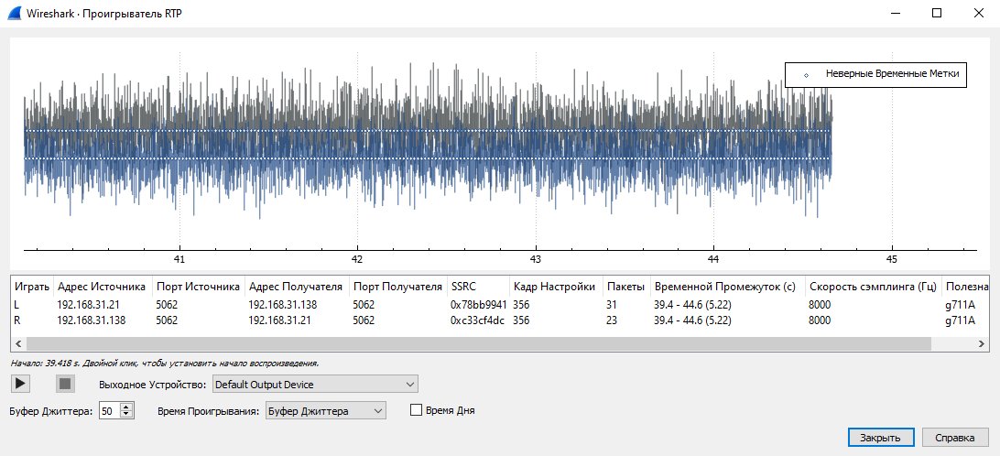 Wireshark · Проигрыватель RTP
Неверные Временные Метки
41 42 43 44 45
Играть Адрес Источника Порт Источника Адрес Получателя Порт Получателя SSRC Кадр Настройки Пакеты Временной Промежуток (с) Скорость сэмплинга (Гц) Полезна
L 192.168.31.21 5062 192.168.31.138 5062 0x78bb9941 356 31 39.4 - 44.6 (5.22) 8000 g711A
R 192.168.31.138 5062 192.168.31.21 5062 0xc33cf4dc 356 23 39.4 - 44.6 (5.22) 8000 g711A
Начало: 39.418 s. Двойной клик, чтобы установить начало воспроизведения.
Выходное Устройство: Default Output Device
Буфер Джиттера: 50 Время Проигрывания: Буфер Джиттера Время Дня
Закрыть Справка